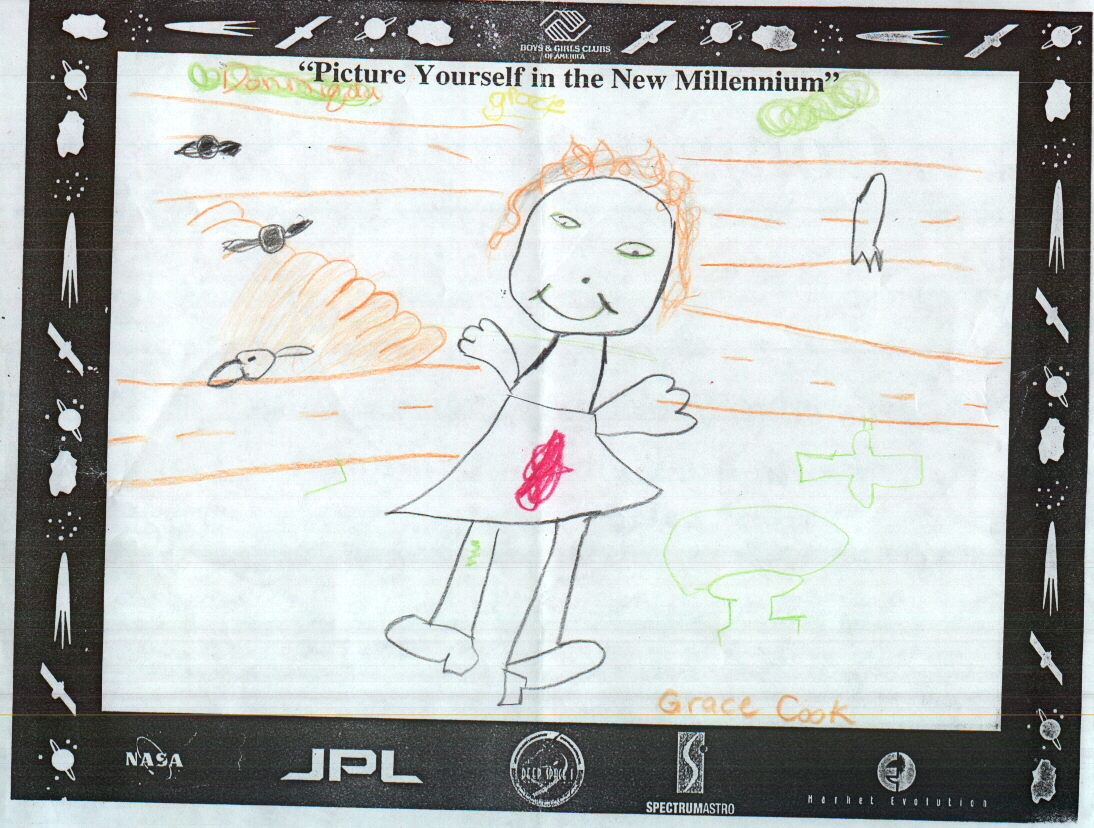 BOYS & GIRLS CLUBS
OF AMERICA
“Picture Yourself in the New Millennium”
grace
Grace Cook
NASA
JPL
DEEP SPACE 1
SPECTRUMASTRO
Market Evolution